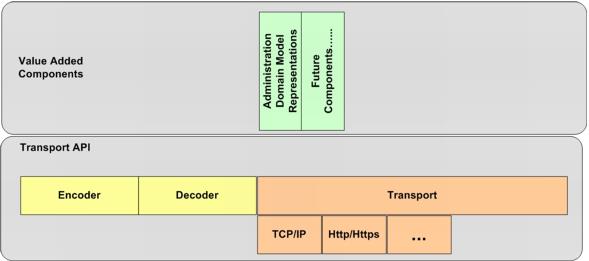 Value Added
Components
Administration
Domain Model
Representations
Future
Components......
Transport API
Encoder
Decoder
Transport
TCP/IP
Http/Https
...